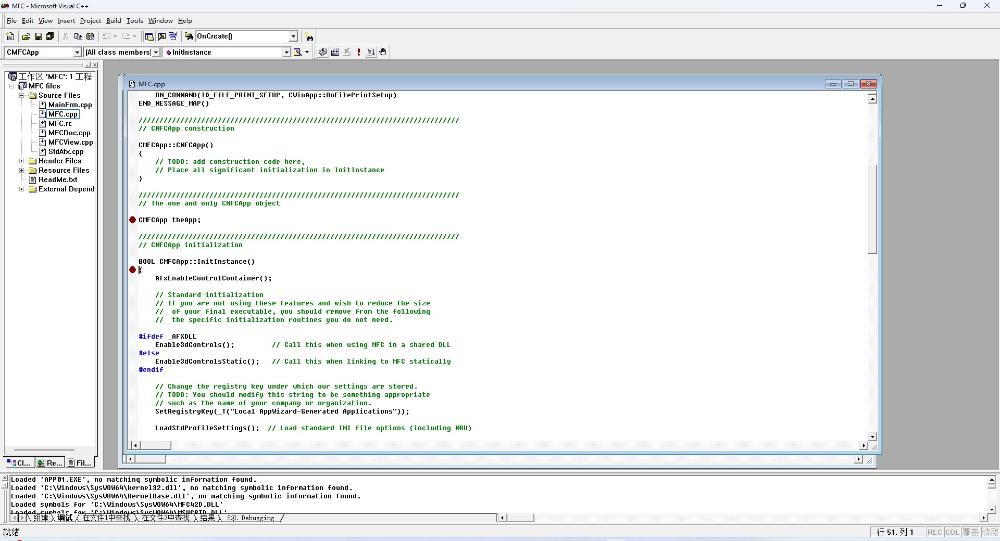 MFC - Microsoft Visual C++
File Edit View Insert Project Build Tools Window Help
OnCreate()
CMFCApp [All class members] InitInstance
工作区 'MFC': 1 工程
MFC files
Source Files
MainFrm.cpp
MFC.cpp
MFC.rc
MFCDoc.cpp
MFCView.cpp
StdAfx.cpp
Header Files
Resource Files
ReadMe.txt
External Depend
Cl... Re... Fil...
MFC.cpp
ON_COMMAND(ID_FILE_PRINT_SETUP, CWinApp::OnFilePrintSetup)
END_MESSAGE_MAP()
/////////////////////////////////////////////////////////////////////////////
// CMFCApp construction
CMFCApp::CMFCApp()
{
// TODO: add construction code here,
// Place all significant initialization in InitInstance
}
/////////////////////////////////////////////////////////////////////////////
// The one and only CMFCApp object
CMFCApp theApp;
/////////////////////////////////////////////////////////////////////////////
// CMFCApp initialization
BOOL CMFCApp::InitInstance()
{
AfxEnableControlContainer();
// Standard initialization
// If you are not using these features and wish to reduce the size
//  of your final executable, you should remove from the following
//  the specific initialization routines you do not need.
#ifdef _AFXDLL
Enable3dControls();         // Call this when using MFC in a shared DLL
#else
Enable3dControlsStatic();   // Call this when linking to MFC statically
#endif
// Change the registry key under which our settings are stored.
// TODO: You should modify this string to be something appropriate
// such as the name of your company or organization.
SetRegistryKey(_T("Local AppWizard-Generated Applications"));
LoadStdProfileSettings();  // Load standard INI file options (including MRU)
Loaded 'APP01.EXE', no matching symbolic information found.
Loaded 'C:\Windows\SysWOW64\kernel32.dll', no matching symbolic information found.
Loaded 'C:\Windows\SysWOW64\KernelBase.dll', no matching symbolic information found.
Loaded symbols for 'C:\Windows\SysWOW64\MFC42D.DLL'
Loaded symbols for 'C:\Windows\SysWOW64\MSVCRTD.DLL'
组建 调试 在文件1中查找 在文件2中查找 结果 SQL Debugging
就绪 行 51, 列 1 REC COL 覆盖 读取